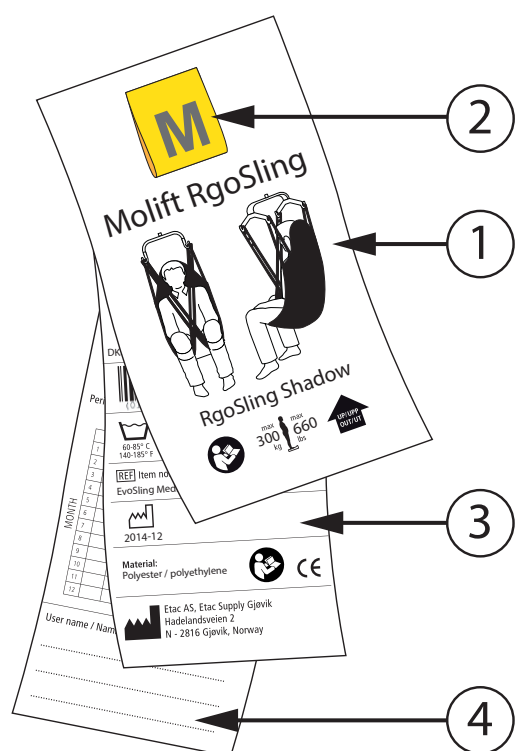 M
2
Molift RgoSling
1
RgoSling Shadow
max
300
kg
max
660
lbs
UP/UPP
OUT/UT
DK
60-85° C
140-185° F
REF Item no
EvoSling Med
3
2014-12
Material:
Polyester / polyethylene
CE
Etac AS, Etac Supply Gjøvik
Hadelandsveien 2
N - 2816 Gjøvik, Norway
MONTH
1
2
3
4
5
6
7
8
9
10
11
12
User name / Nam
4